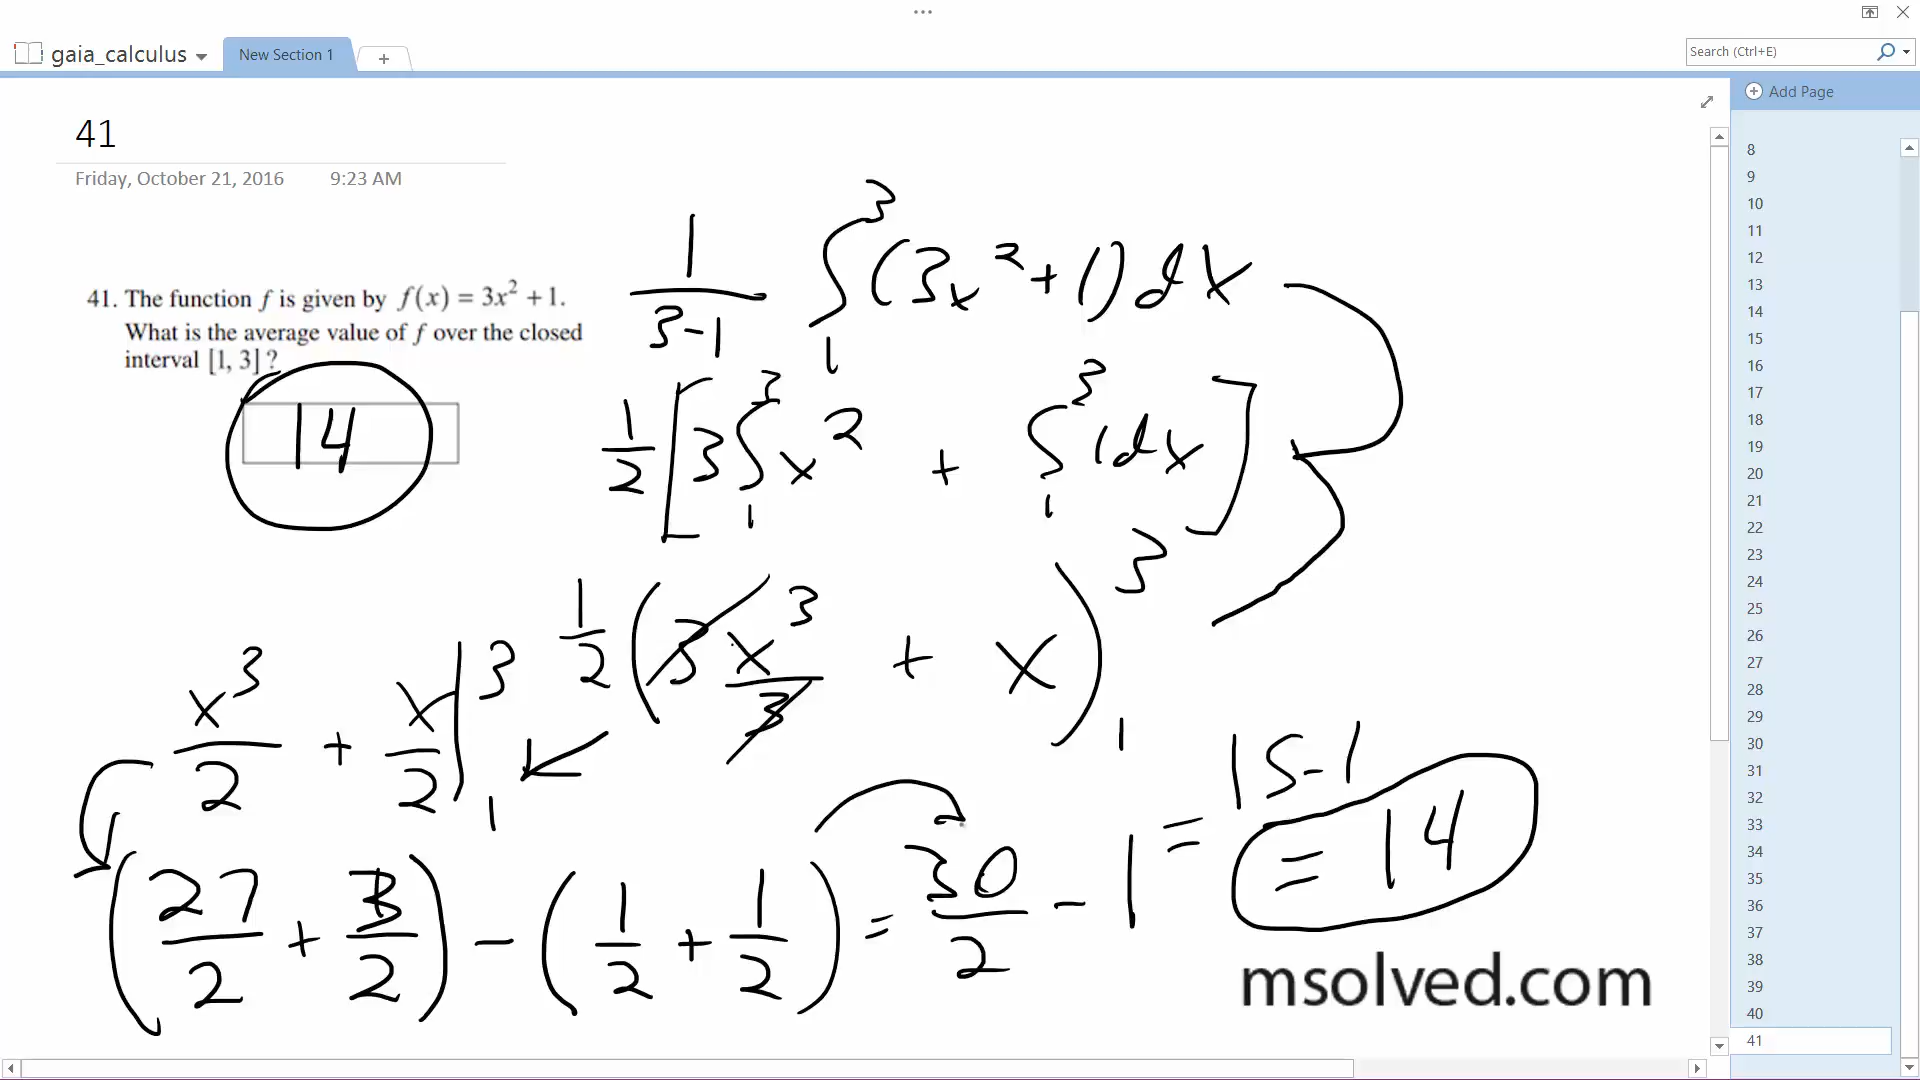 ...
gaia_calculus
New Section 1
+
Search (Ctrl+E)
Add Page
41
Friday, October 21, 2016 9:23 AM
41. The function f is given by f(x) = 3x² + 1.
What is the average value of f over the closed
interval [1, 3] ?
14
1/(3-1) ∫₁³ (3x² + 1) dx
1/2 [3 ∫₁³ x² + ∫₁³ 1 dx]
1/2 (3 x³/3 + x)₁³
x³/2 + x/2 |₁³
(27/2 + 3/2) - (1/2 + 1/2) = 30/2 - 1 = 15-1
= 14
msolved.com
8
9
10
11
12
13
14
15
16
17
18
19
20
21
22
23
24
25
26
27
28
29
30
31
32
33
34
35
36
37
38
39
40
41